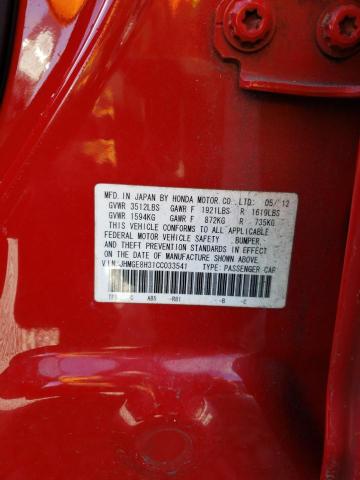 MFD. IN JAPAN BY HONDA MOTOR CO., LTD. 05/12
GVWR 3512LBS GAWR F 1921LBS R 1619LBS
GVWR 1594KG GAWR F 872KG R 735KG
THIS VEHICLE CONFORMS TO ALL APPLICABLE
FEDERAL MOTOR VEHICLE SAFETY, BUMPER,
AND THEFT PREVENTION STANDARDS IN EFFECT
ON THE DATE OF MANUFACTURE SHOWN ABOVE.
V.I.N. JHMGE8H31CC033541 TYPE: PASSENGER CAR
C A85 -R81 -B -E